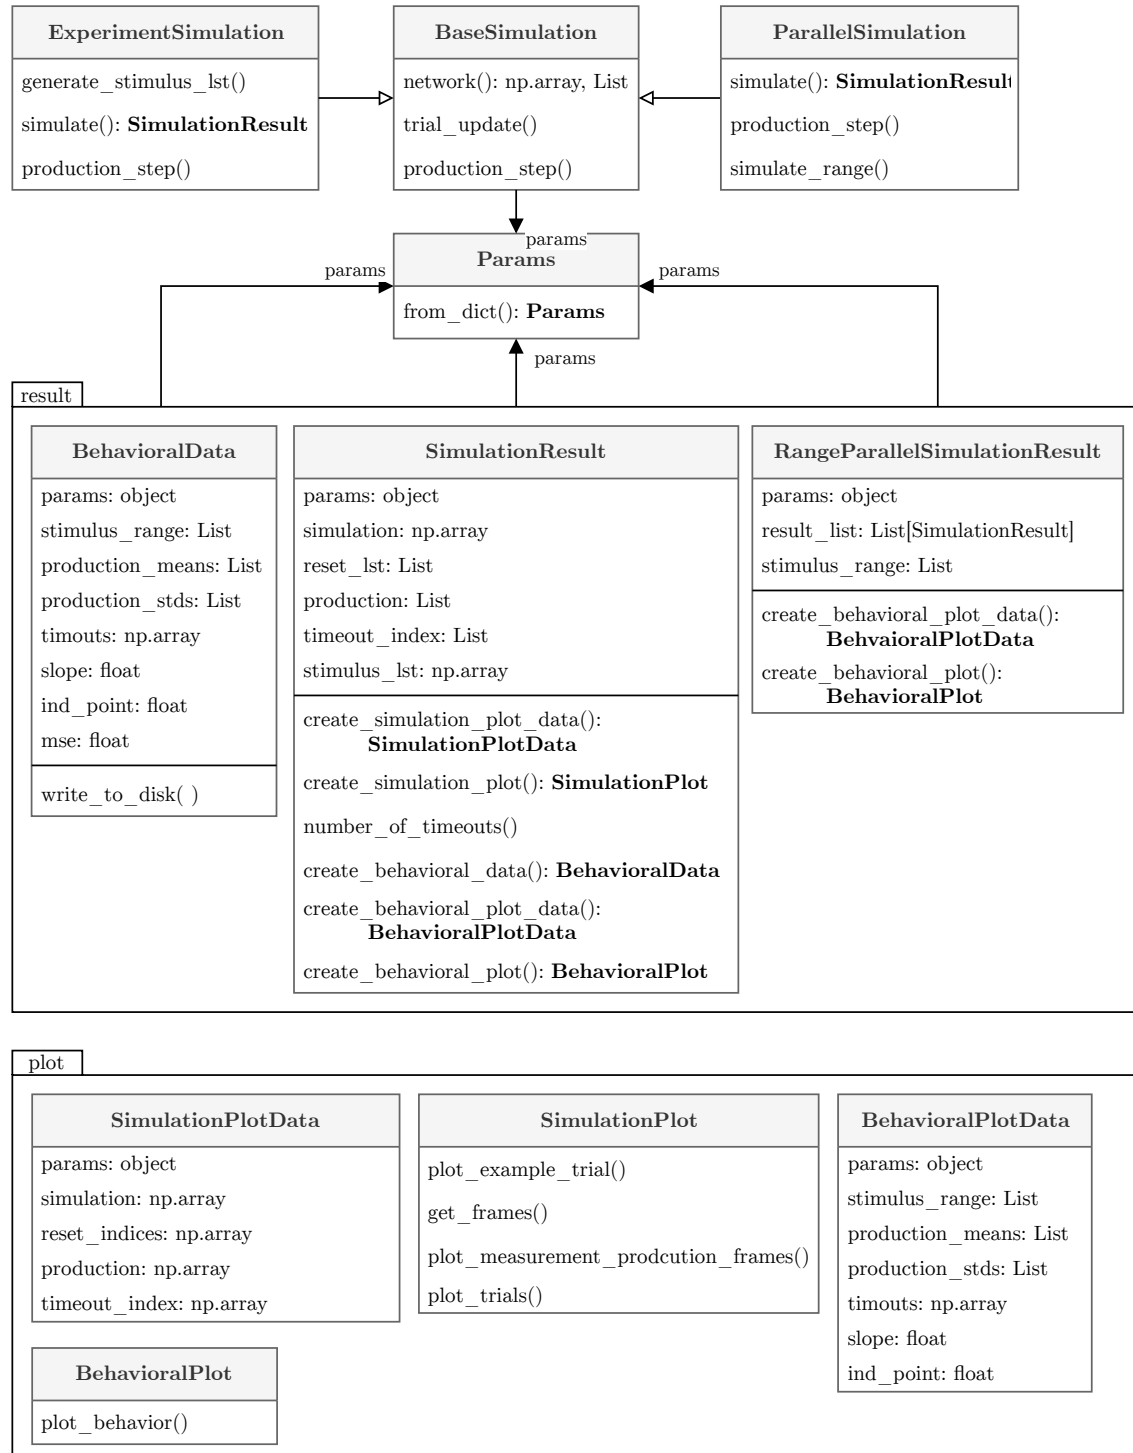 ExperimentSimulation
generate_stimulus_lst()
simulate(): SimulationResult
production_step()
BaseSimulation
network(): np.array, List
trial_update()
production_step()
ParallelSimulation
simulate(): SimulationResult
production_step()
simulate_range()
params
Params
from_dict(): Params
params
params
params
result
BehavioralData
params: object
stimulus_range: List
production_means: List
production_stds: List
timouts: np.array
slope: float
ind_point: float
mse: float
write_to_disk( )
SimulationResult
params: object
simulation: np.array
reset_lst: List
production: List
timeout_index: List
stimulus_lst: np.array
create_simulation_plot_data():
SimulationPlotData
create_simulation_plot(): SimulationPlot
number_of_timeouts()
create_behavioral_data(): BehavioralData
create_behavioral_plot_data():
BehavioralPlotData
create_behavioral_plot(): BehavioralPlot
RangeParallelSimulationResult
params: object
result_list: List[SimulationResult]
stimulus_range: List
create_behavioral_plot_data():
BehvaioralPlotData
create_behavioral_plot():
BehavioralPlot
plot
SimulationPlotData
params: object
simulation: np.array
reset_indices: np.array
production: np.array
timeout_index: np.array
SimulationPlot
plot_example_trial()
get_frames()
plot_measurement_prodcution_frames()
plot_trials()
BehavioralPlotData
params: object
stimulus_range: List
production_means: List
production_stds: List
timouts: np.array
slope: float
ind_point: float
BehavioralPlot
plot_behavior()